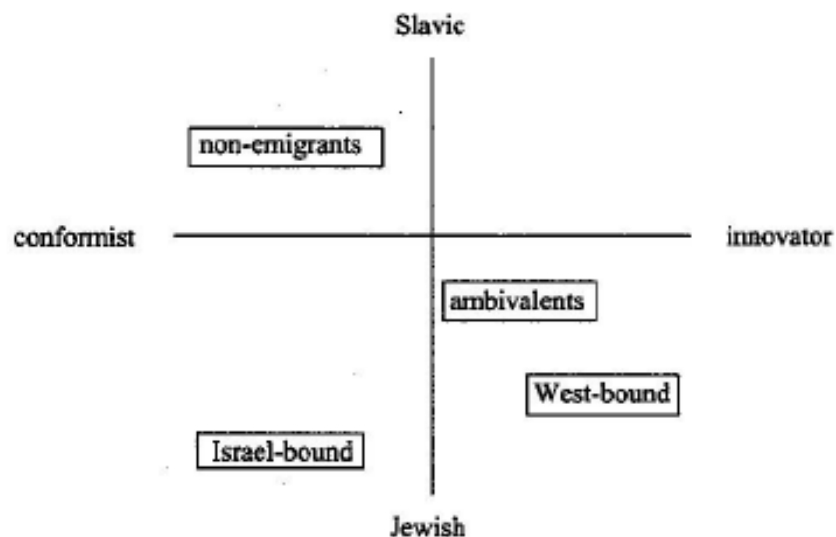 Slavic
non-emigrants
conformist
innovator
ambivalents
West-bound
Israel-bound
Jewish